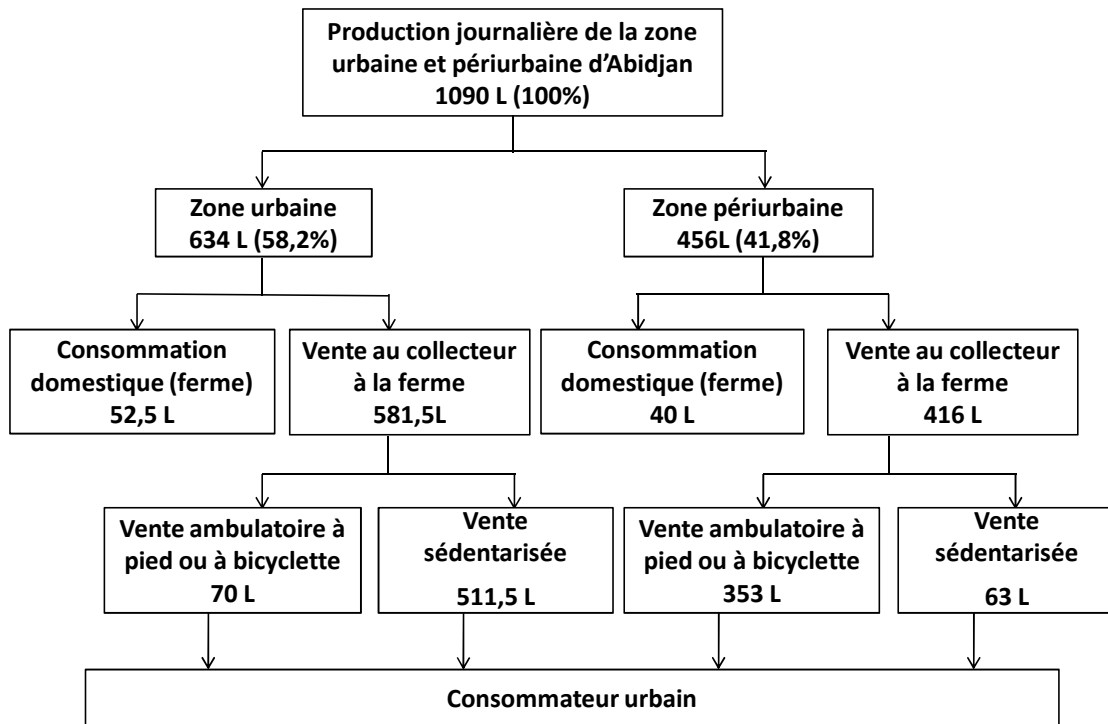 Production journalière de la zone
urbaine et périurbaine d’Abidjan
1090 L (100%)
Zone urbaine
634 L (58,2%)
Zone périurbaine
456L (41,8%)
Consommation
domestique (ferme)
52,5 L
Vente au collecteur
à la ferme
581,5L
Consommation
domestique (ferme)
40 L
Vente au collecteur
à la ferme
416 L
Vente ambulatoire à
pied ou à bicyclette
70 L
Vente
sédentarisée
511,5 L
Vente ambulatoire à
pied ou à bicyclette
353 L
Vente
sédentarisée
63 L
Consommateur urbain